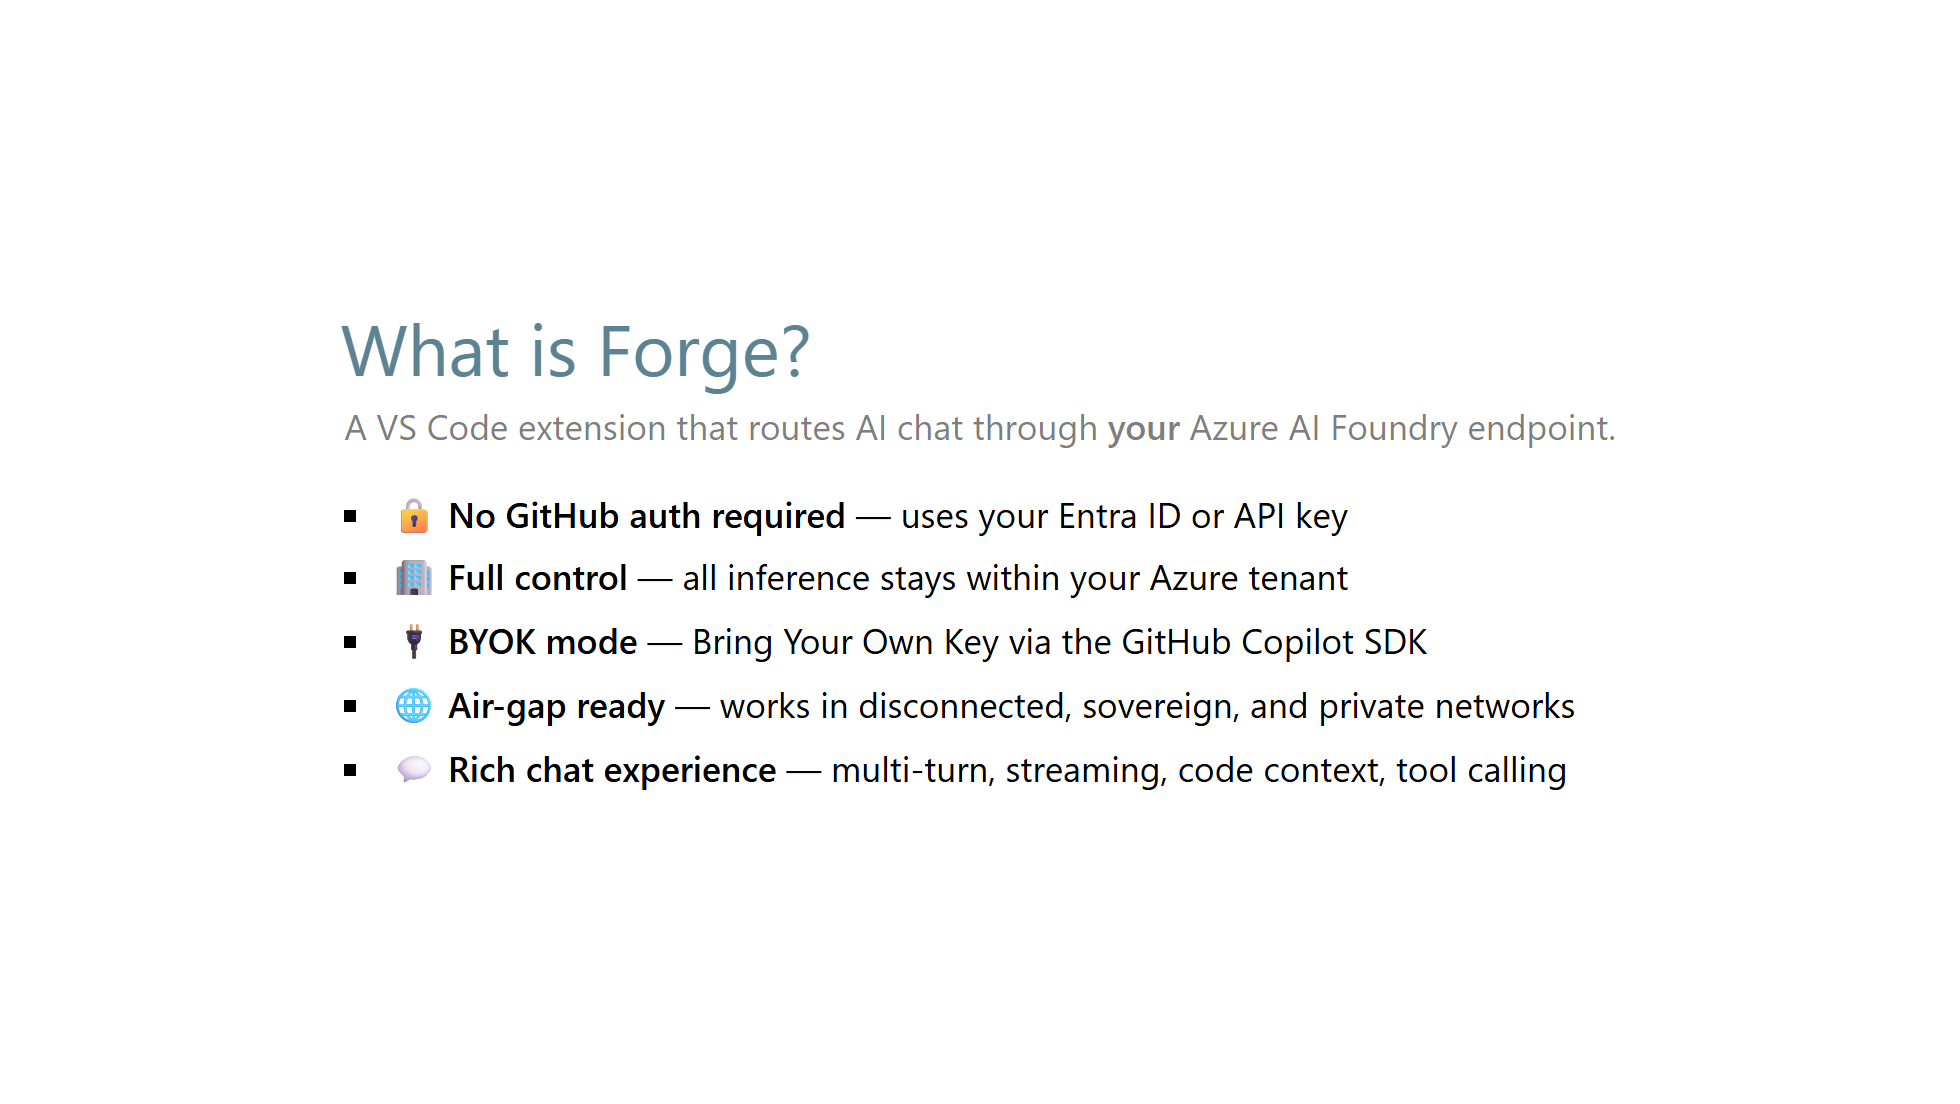 What is Forge?
A VS Code extension that routes AI chat through your Azure AI Foundry endpoint.
▪ 🔒 No GitHub auth required — uses your Entra ID or API key
▪ 🏢 Full control — all inference stays within your Azure tenant
▪ 🔌 BYOK mode — Bring Your Own Key via the GitHub Copilot SDK
▪ 🌐 Air-gap ready — works in disconnected, sovereign, and private networks
▪ 💬 Rich chat experience — multi-turn, streaming, code context, tool calling